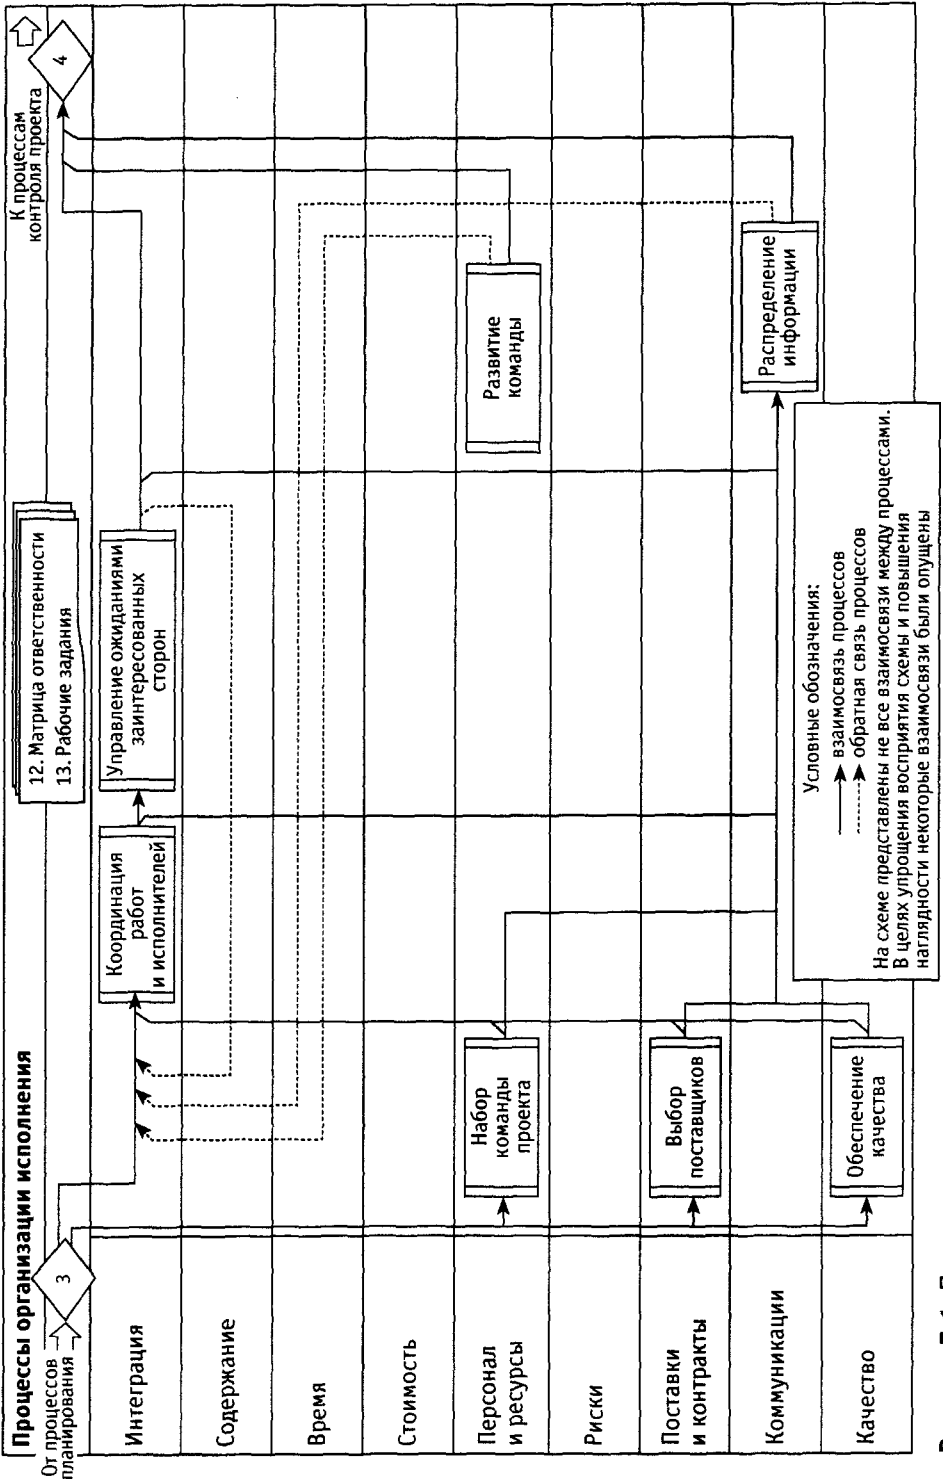 Процессы организации исполнения
От процессов
планирования
3
12. Матрица ответственности
13. Рабочие задания
К процессам
контроля проекта
4
Интеграция
Координация
работ
и исполнителей
Управление ожиданиями
заинтересованных
сторон
Содержание
Время
Стоимость
Персонал
и ресурсы
Набор
команды
проекта
Развитие
команды
Риски
Поставки
и контракты
Выбор
поставщиков
Коммуникации
Распределение
информации
Качество
Обеспечение
качества
Условные обозначения:
взаимосвязь процессов
обратная связь процессов
На схеме представлены не все взаимосвязи между процессами.
В целях упрощения восприятия схемы и повышения
наглядности некоторые взаимосвязи были опущены